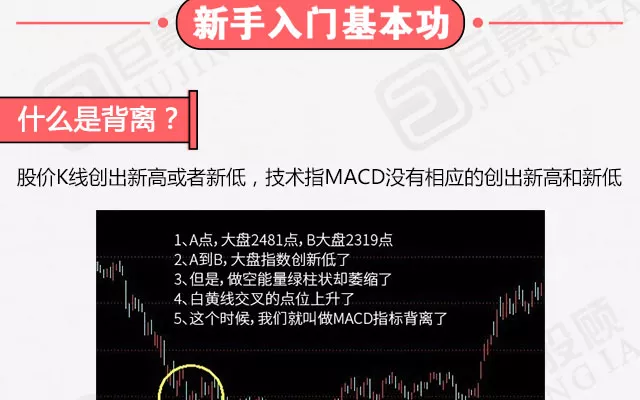 新手入门基本功
什么是背离？
股价K线创出新高或者新低，技术指MACD没有相应的创出新高和新低
1、A点，大盘2481点，B大盘2319点
2、A到B，大盘指数创新低了
3、但是，做空能量绿柱状却萎缩了
4、白黄线交叉的点位上升了
5、这个时候，我们就叫做MACD指标背离了
巨景投顾
JUJINGTA